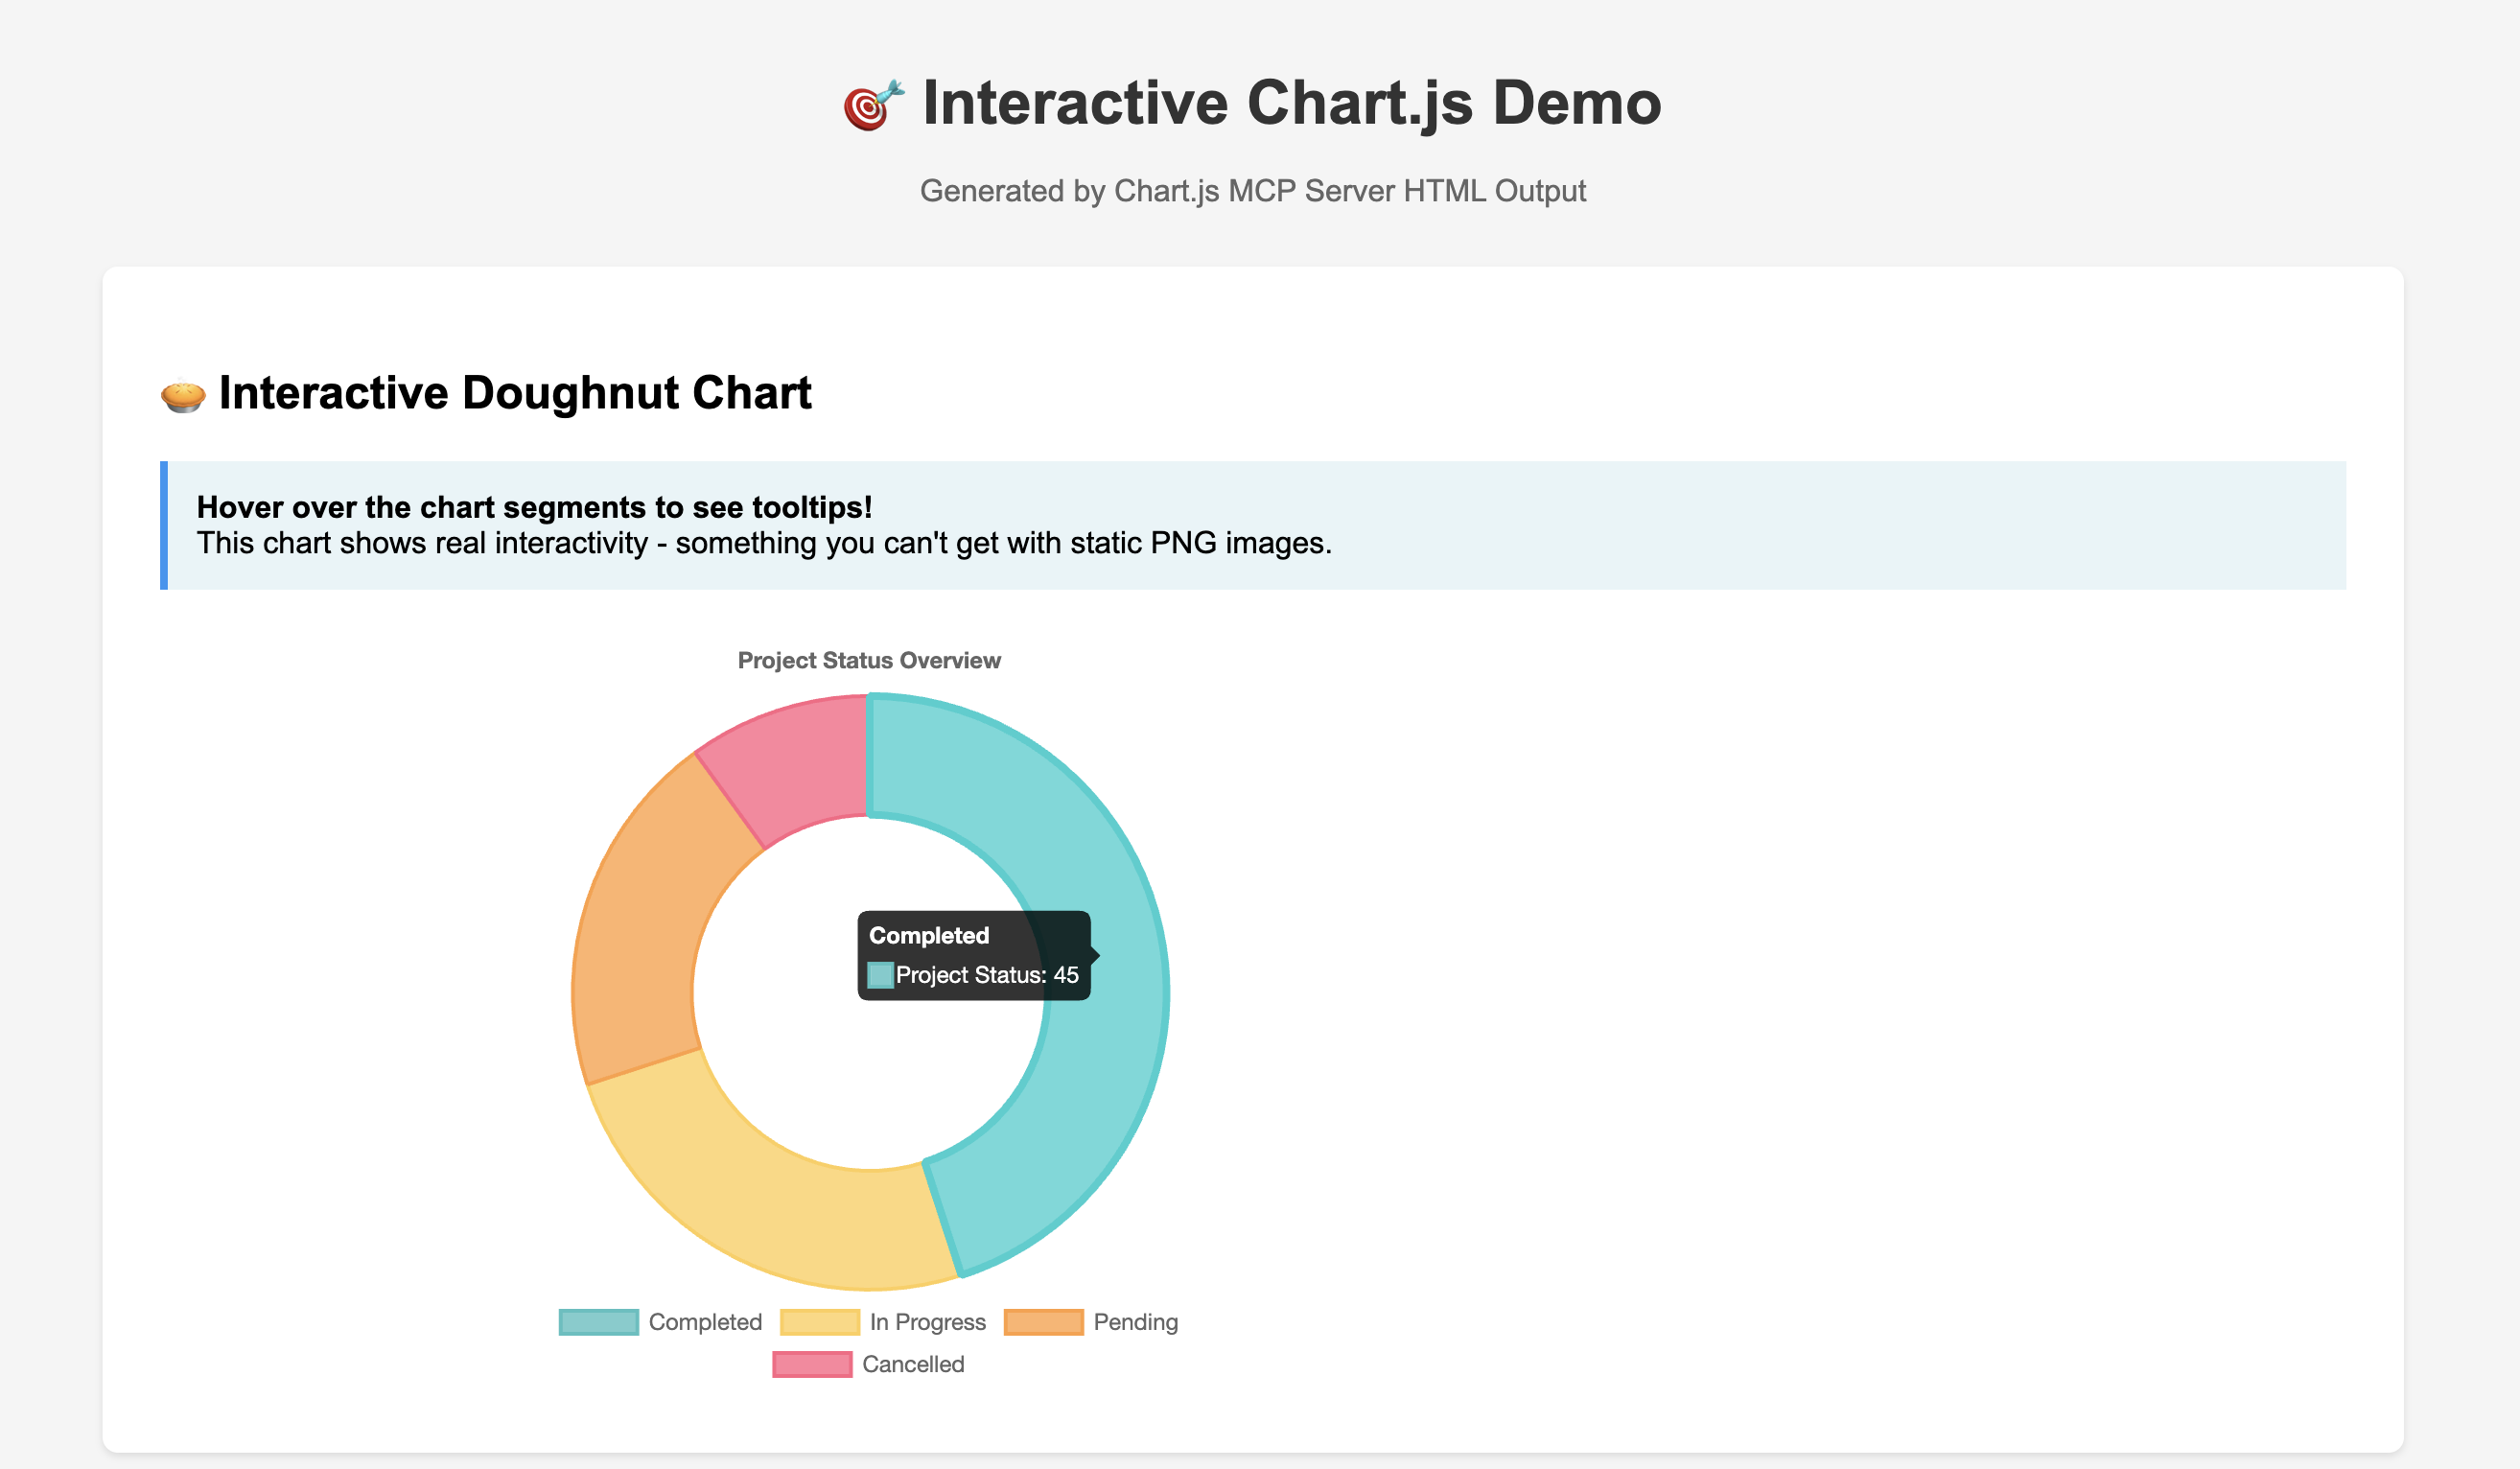 🎯 Interactive Chart.js Demo
Generated by Chart.js MCP Server HTML Output
🥧 Interactive Doughnut Chart
Hover over the chart segments to see tooltips!
This chart shows real interactivity - something you can't get with static PNG images.
Project Status Overview
Completed
Project Status: 45
Completed In Progress Pending
Cancelled